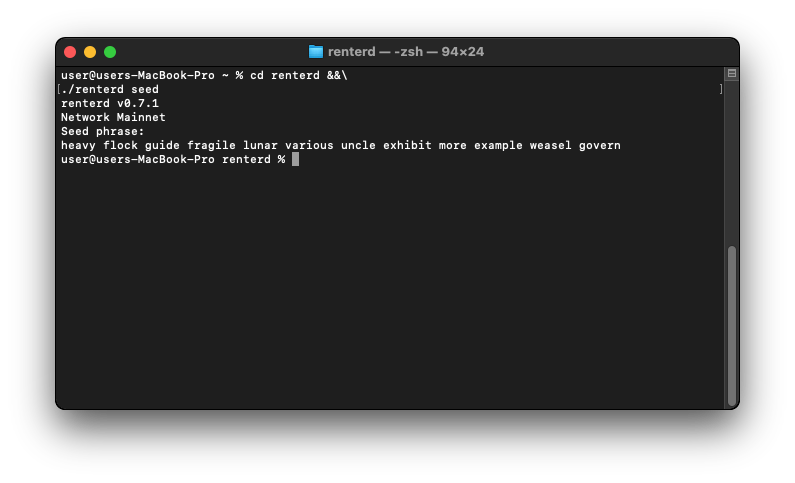 renterd — -zsh — 94×24
user@users-MacBook-Pro ~ % cd renterd &&\
[./renterd seed ]
renterd v0.7.1
Network Mainnet
Seed phrase:
heavy flock guide fragile lunar various uncle exhibit more example weasel govern
user@users-MacBook-Pro renterd %